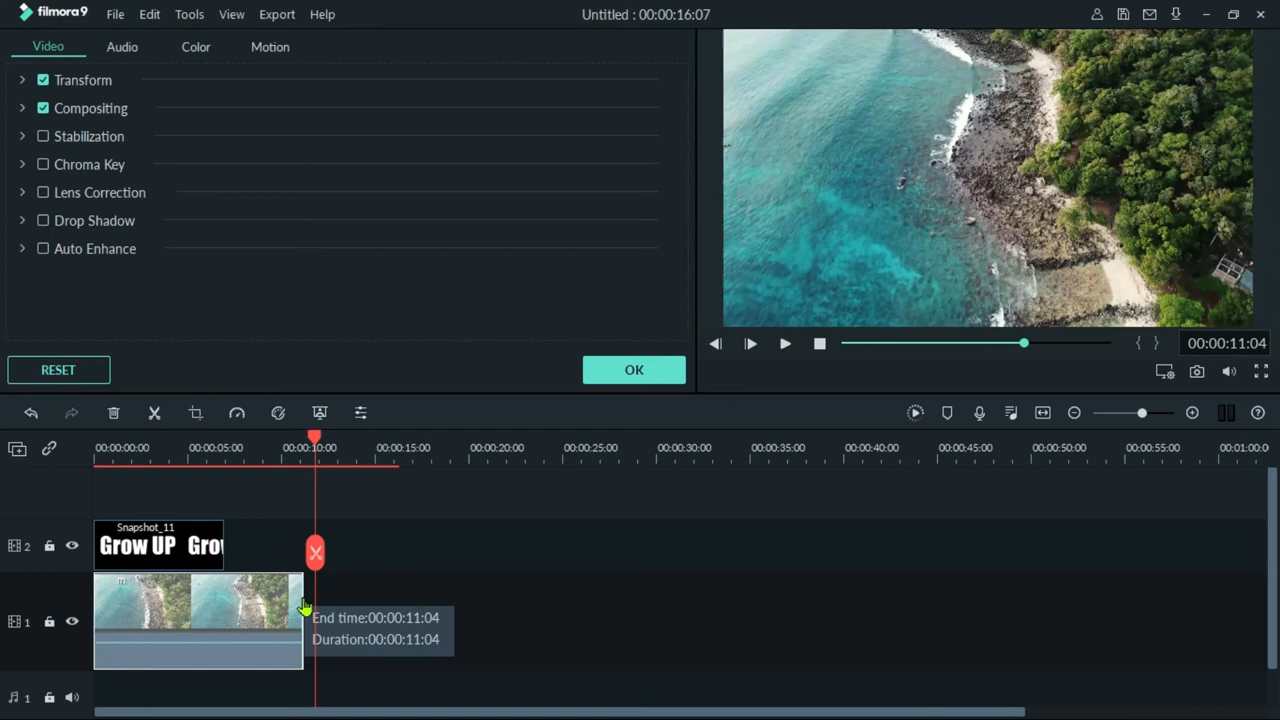 filmora9 File Edit Tools View Export Help Untitled : 00:00:16:07
Video Audio Color Motion
Transform
Compositing
Stabilization
Chroma Key
Lens Correction
Drop Shadow
Auto Enhance
RESET OK
00:00:11:04
00:00:00:00 00:00:05:00 00:00:10:00 00:00:15:00 00:00:20:00 00:00:25:00 00:00:30:00 00:00:35:00 00:00:40:00 00:00:45:00 00:00:50:00 00:00:55:00 00:01:00:0
Snapshot_11
2 Grow UP Grov
m
End time:00:00:11:04
1
Duration:00:00:11:04
1